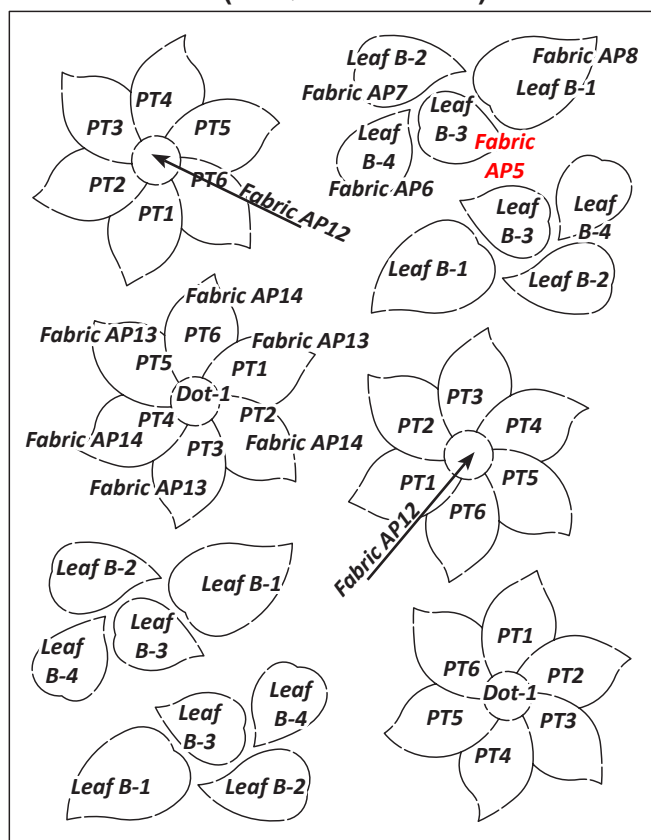 PT4
PT3
PT5
PT2
PT6
PT1
Fabric AP12
Leaf B-2
Fabric AP8
Leaf B-1
Fabric AP7
Leaf
B-3
Fabric
AP5
Leaf
B-4
Fabric AP6
Leaf
B-3
Leaf
B-4
Leaf B-1
Leaf B-2
Fabric AP14
Fabric AP13
PT6
Fabric AP13
PT5
PT1
Dot-1
PT4
PT2
Fabric AP14
PT3
Fabric AP14
Fabric AP13
PT3
PT2
PT4
PT1
PT5
PT6
Fabric AP12
Leaf B-2
Leaf B-1
Leaf
B-3
Leaf
B-4
Leaf
B-3
Leaf
B-4
Leaf B-1
Leaf B-2
PT1
PT6
PT2
Dot-1
PT5
PT3
PT4